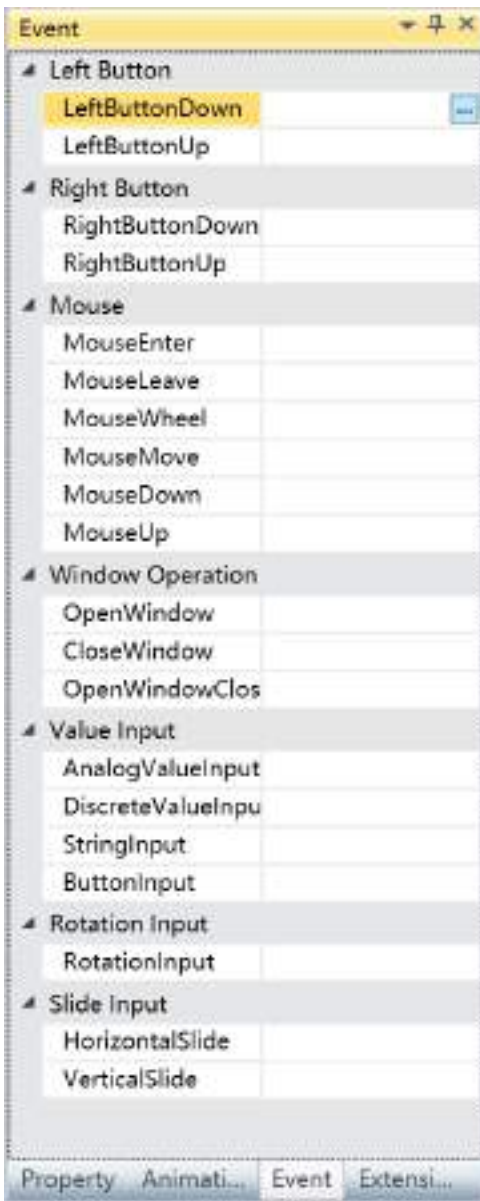 Event
Left Button
LeftButtonDown
LeftButtonUp
Right Button
RightButtonDown
RightButtonUp
Mouse
MouseEnter
MouseLeave
MouseWheel
MouseMove
MouseDown
MouseUp
Window Operation
OpenWindow
CloseWindow
OpenWindowClos
Value Input
AnalogValueInput
DiscreteValueInpu
StringInput
ButtonInput
Rotation Input
RotationInput
Slide Input
HorizontalSlide
VerticalSlide
Property Animati... Event Extensi...